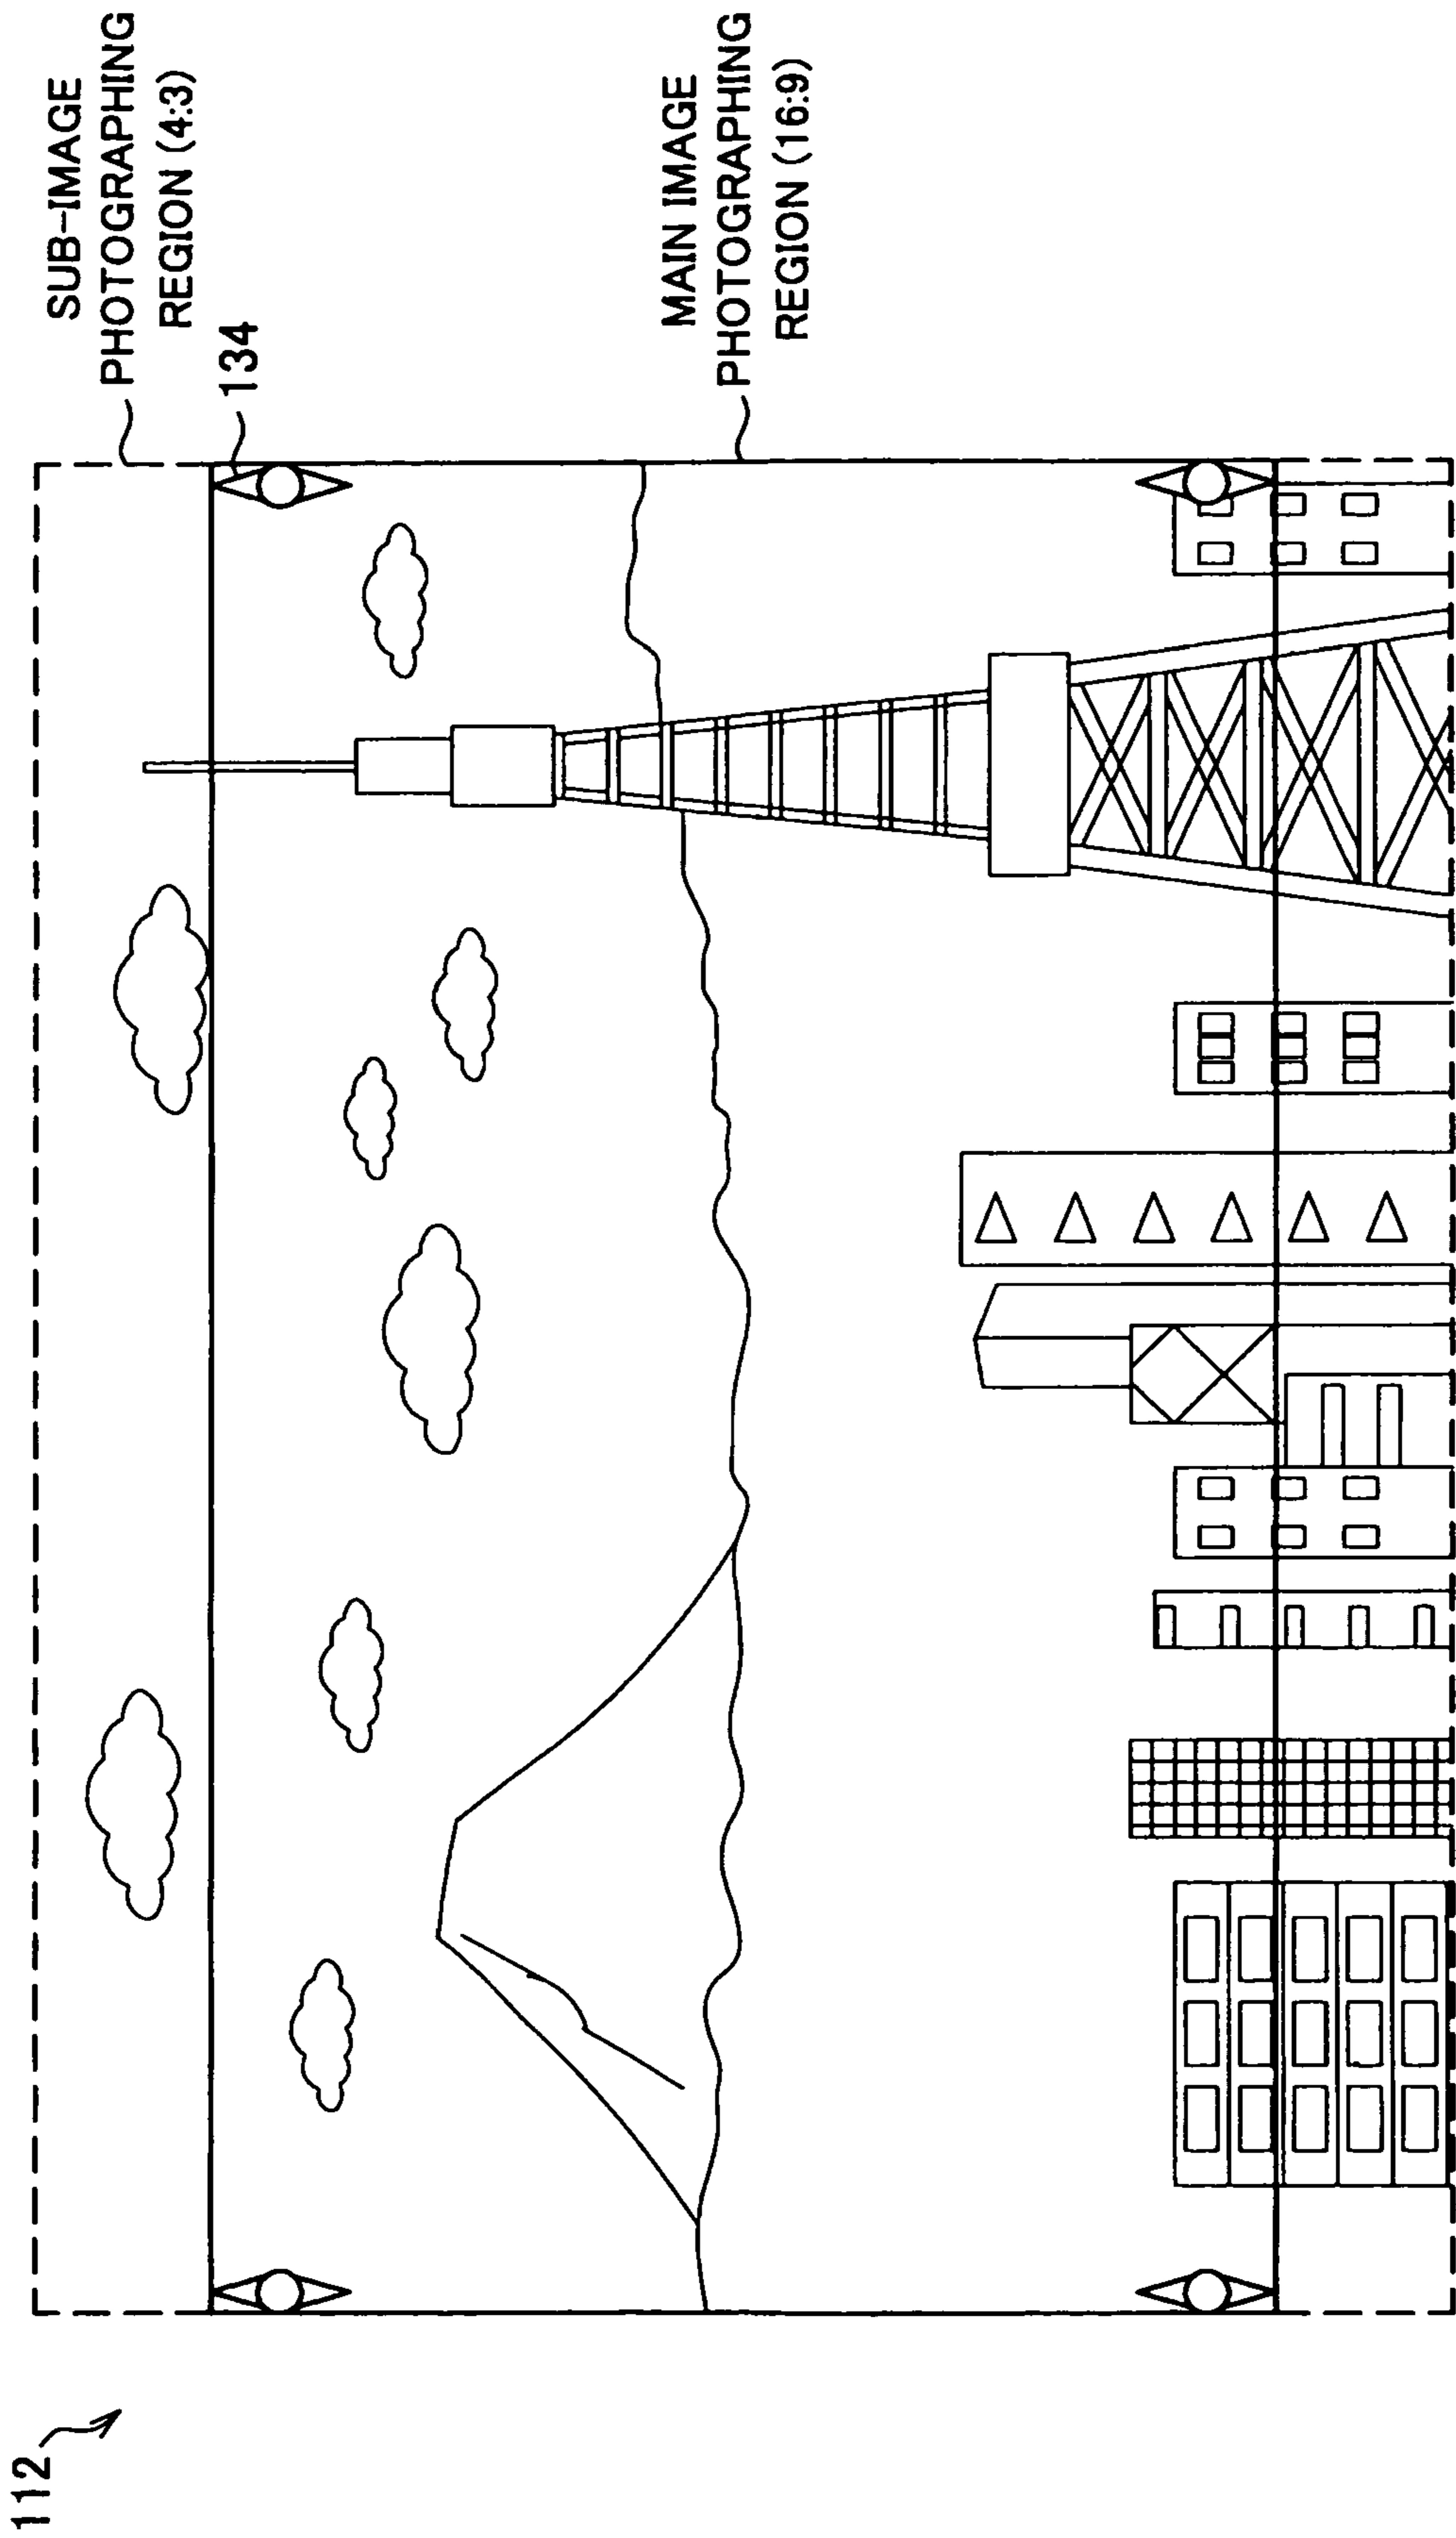 112
SUB-IMAGE
PHOTOGRAPHING
REGION (4:3)
134
MAIN IMAGE
PHOTOGRAPHING
REGION (16:9)